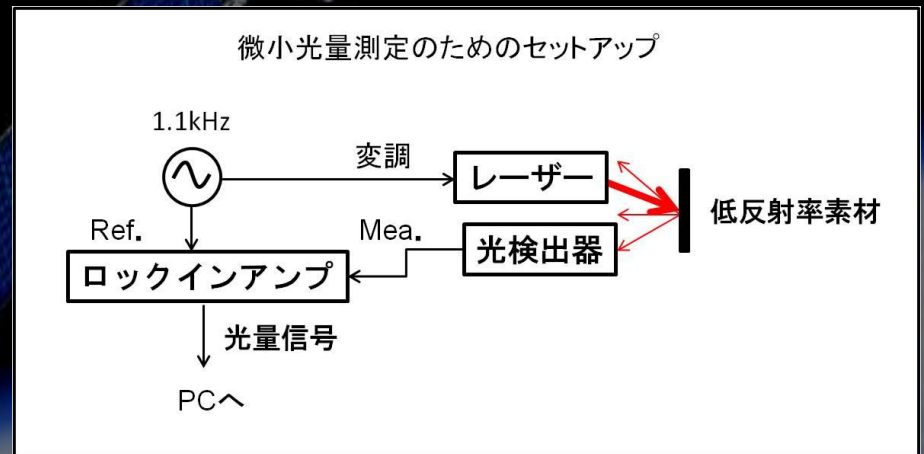 微小光量測定のためのセットアップ
1.1kHz
変調
レーザー
低反射率素材
Ref.
Mea.
光検出器
ロックインアンプ
光量信号
PCへ